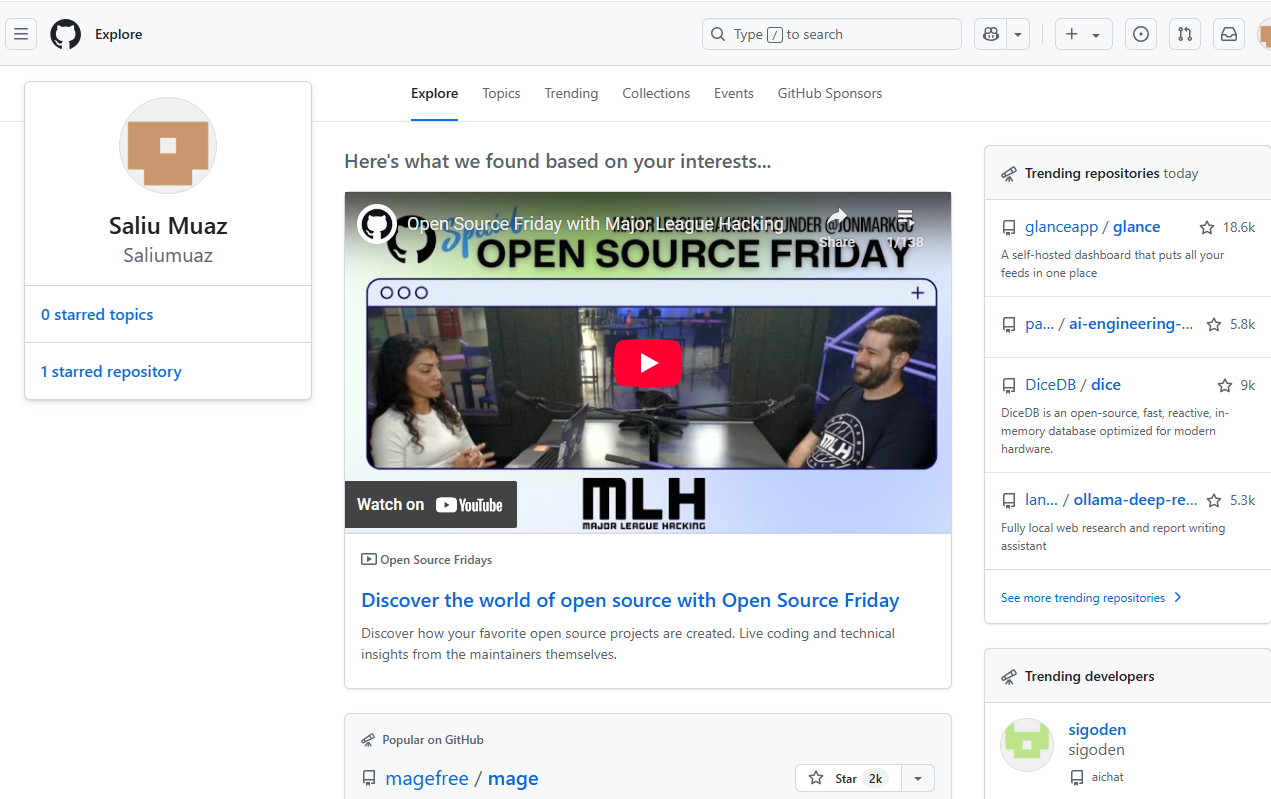 Explore
Type / to search
Saliu Muaz
Saliumuaz
0 starred topics
1 starred repository
Explore Topics Trending Collections Events GitHub Sponsors
Here's what we found based on your interests...
Open Source Friday with Major League Hacking
Special
FOUNDER @JONMARKGO
Share
1/138
OPEN SOURCE FRIDAY
MLH
Watch on YouTube
MLH
MAJOR LEAGUE HACKING
Open Source Fridays
Discover the world of open source with Open Source Friday
Discover how your favorite open source projects are created. Live coding and technical
insights from the maintainers themselves.
Popular on GitHub
magefree / mage
Star 2k
Trending repositories today
glanceapp / glance 18.6k
A self-hosted dashboard that puts all your
feeds in one place
pa... / ai-engineering-... 5.8k
DiceDB / dice 9k
DiceDB is an open-source, fast, reactive, in-
memory database optimized for modern
hardware.
lan... / ollama-deep-re... 5.3k
Fully local web research and report writing
assistant
See more trending repositories
Trending developers
sigoden
sigoden
aichat